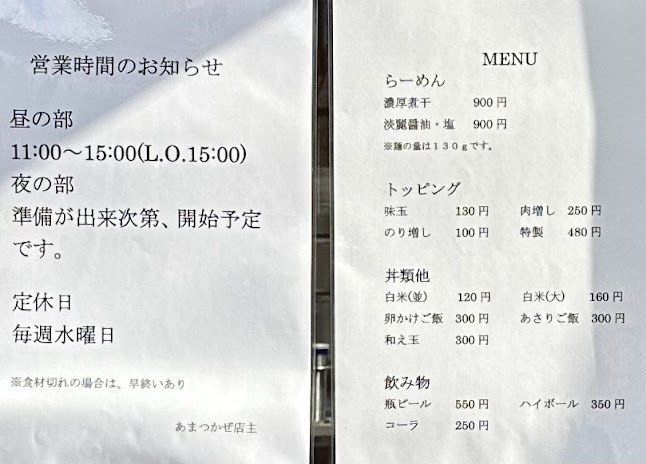 営業時間のお知らせ
昼の部
11:00～15:00(L.O.15:00)
夜の部
準備が出来次第、開始予定
です。
定休日
毎週水曜日
※食材切れの場合は、早終いあり
あまつかぜ店主
MENU
らーめん
濃厚煮干 900円
淡麗醤油・塩 900円
※麺の量は１３０ｇです。
トッピング
味玉 130円 肉増し 250円
のり増し 100円 特製 480円
丼類他
白米(並) 120円 白米(大) 160円
卵かけご飯 300円 あさりご飯 300円
和え玉 300円
飲み物
瓶ビール 550円 ハイボール 350円
コーラ 250円